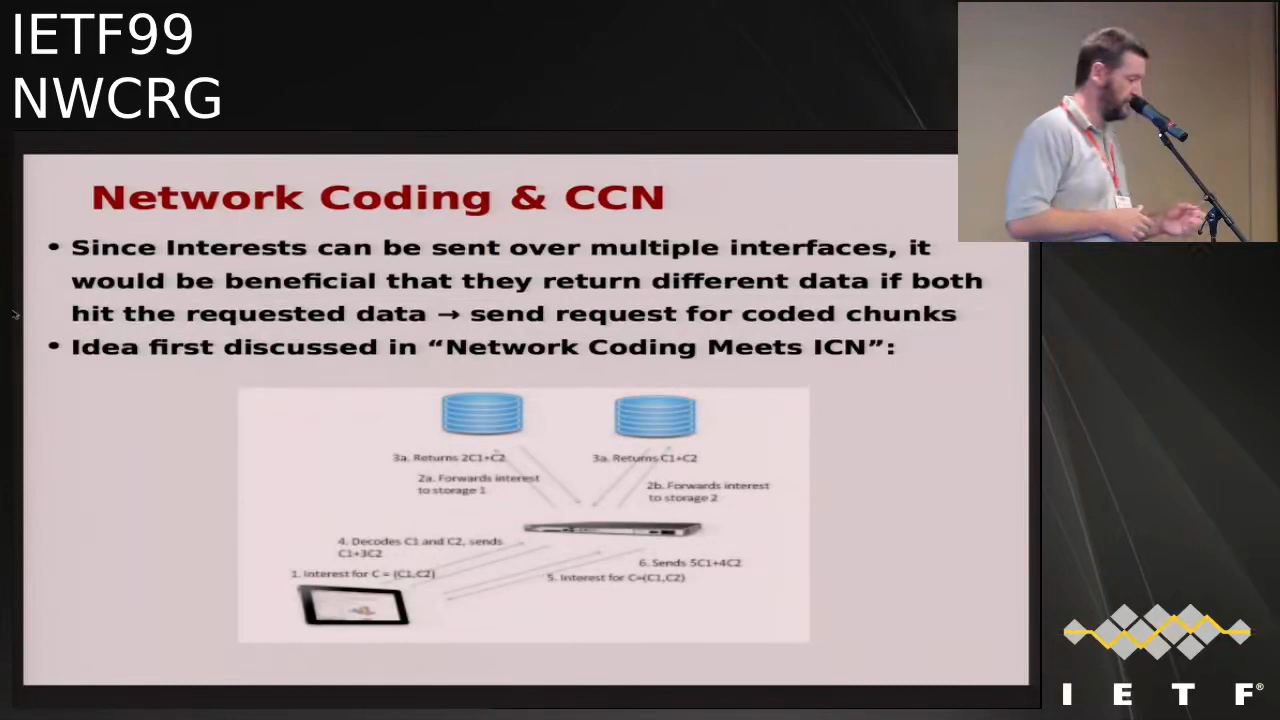 IETF99
NWCRG
Network Coding & CCN
• Since Interests can be sent over multiple interfaces, it
would be beneficial that they return different data if both
hit the requested data → send request for coded chunks
• Idea first discussed in “Network Coding Meets ICN”:
3a. Returns 2C1+C2
3a. Returns C1+C2
2a. Forwards interest
to storage 1
2b. Forwards interest
to storage 2
4. Decodes C1 and C2, sends
C1+3C2
6. Sends 5C1+4C2
1. Interest for C = (C1,C2)
5. Interest for C=(C1,C2)
I E T F®